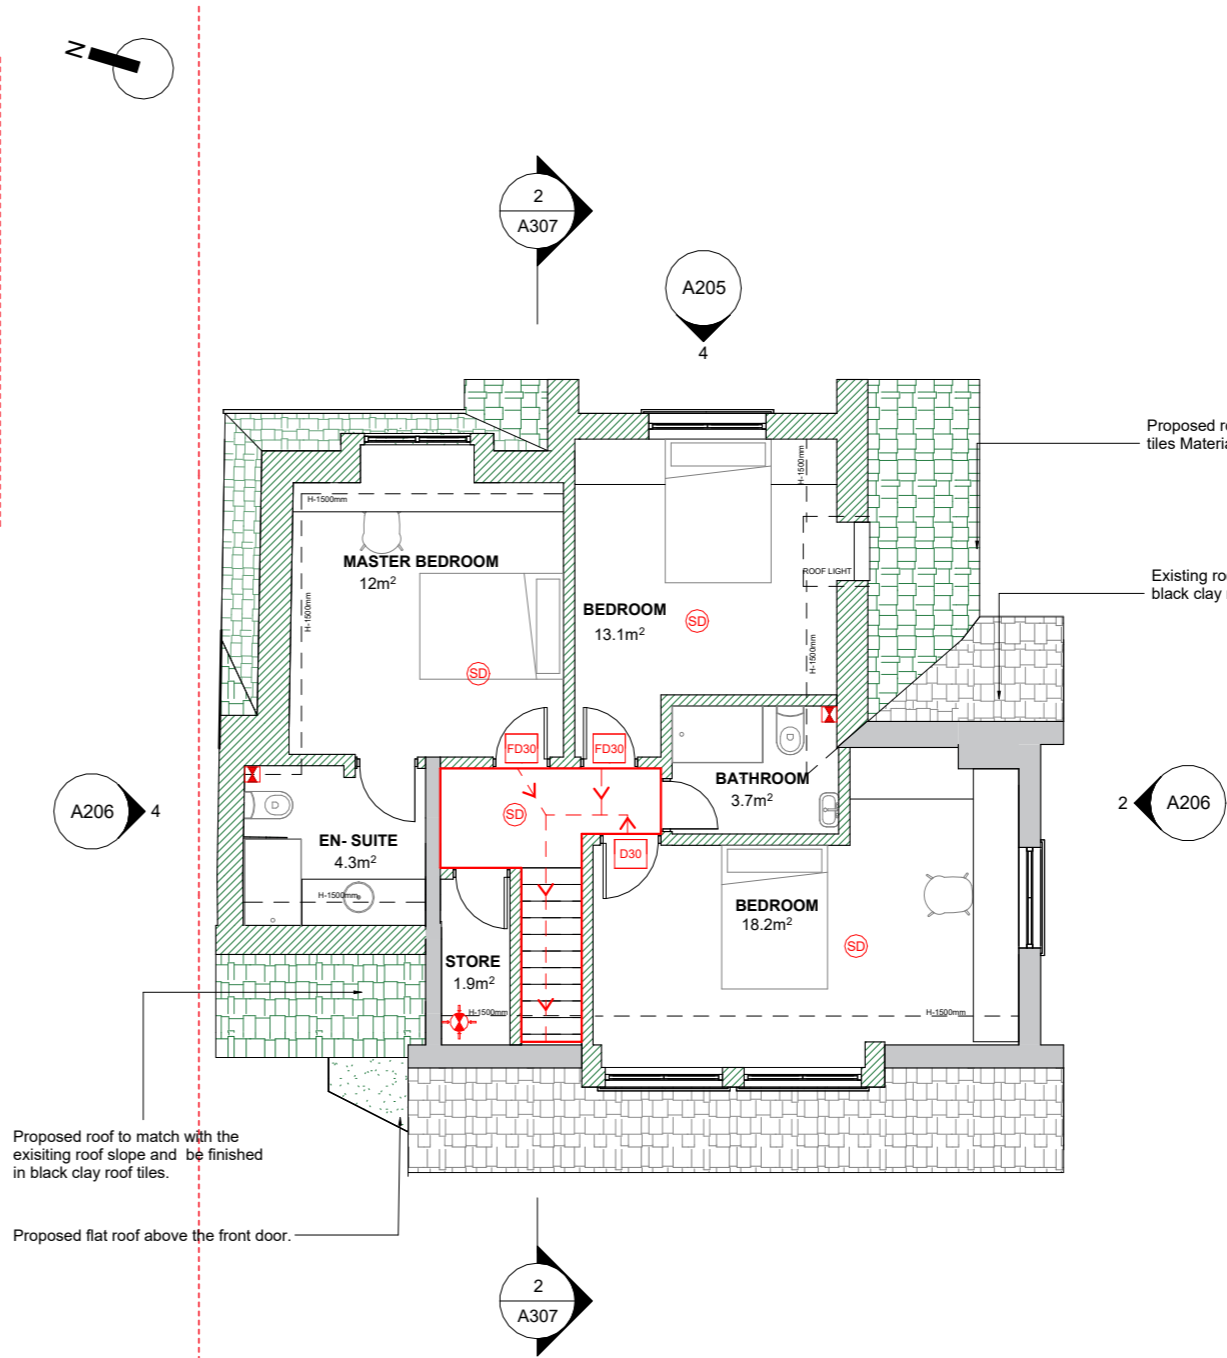 N
2
A307
A205
4
Proposed ro
tiles Materia
Existing roo
black clay r
H-1500mm
H-1500mm
MASTER BEDROOM
12m²
H-1500mm
ROOF LIGHT
BEDROOM
13.1m²
SD
H-1500mm
SD
FD30
FD30
BATHROOM
3.7m²
A206
4
2
A206
SD
EN- SUITE
4.3m²
D30
H-1500mm
BEDROOM
18.2m²
SD
STORE
1.9m²
H-1500mm
H-1500mm
Proposed roof to match with the
exisiting roof slope and be finished
in black clay roof tiles.
Proposed flat roof above the front door.
2
A307